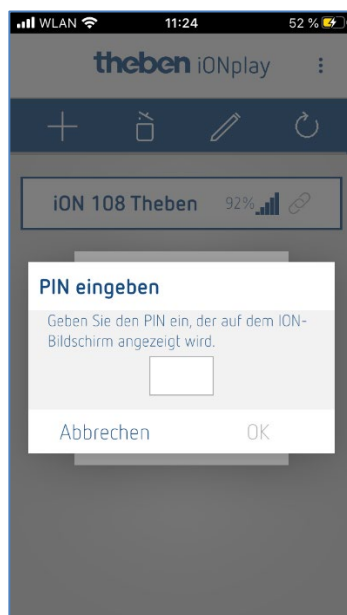 WLAN 11:24 52 %
theben iONplay
iON 108 Theben 92%
PIN eingeben
Geben Sie den PIN ein, der auf dem ION-
Bildschirm angezeigt wird.
Abbrechen OK